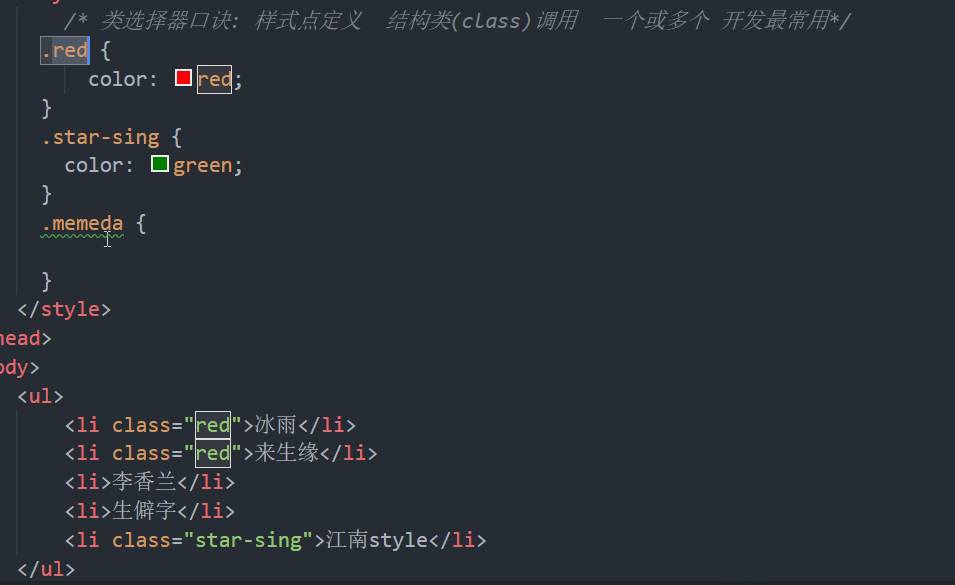 /* 类选择器口诀: 样式点定义 结构类(class)调用 一个或多个 开发最常用*/
.red {
color: red;
}
.star-sing {
color: green;
}
.memeda {
}
</style>
head>
ody>
<ul>
<li class="red">冰雨</li>
<li class="red">来生缘</li>
<li>李香兰</li>
<li>生僻字</li>
<li class="star-sing">江南style</li>
</ul>